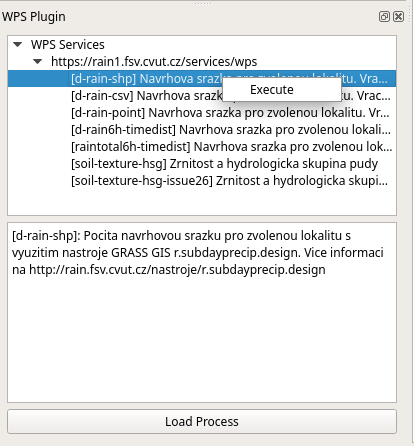 WPS Plugin
WPS Services
https://rain1.fsv.cvut.cz/services/wps
[d-rain-shp] Navrhova srazka pro zvolenou lokalitu. Vra...
Execute
[d-rain-csv] Navrhova srazk lokalitu. Vrac...
[d-rain-point] Navrhova srazka pro zvolenou lokalitu. Vr...
[d-rain6h-timedist] Navrhova srazka pro zvolenou lokali...
[raintotal6h-timedist] Navrhova srazka pro zvolenou lok...
[soil-texture-hsg] Zrnitost a hydrologicka skupina pudy
[soil-texture-hsg-issue26] Zrnitost a hydrologicka skupi...
[d-rain-shp]: Pocita navrhovou srazku pro zvolenou lokalitu s
vyuzitim nastroje GRASS GIS r.subdayprecip.design. Vice informaci
na http://rain.fsv.cvut.cz/nastroje/r.subdayprecip.design
Load Process